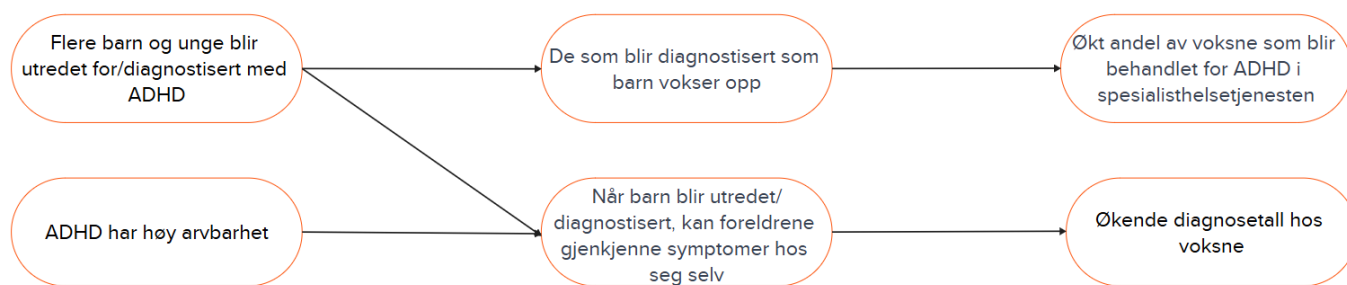 Flere barn og unge blir
utredet for/diagnostisert med
ADHD
De som blir diagnostisert som
barn vokser opp
Økt andel av voksne som blir
behandlet for ADHD i
spesialisthelsetjenesten
ADHD har høy arvbarhet
Når barn blir utredet/
diagnostisert, kan foreldrene
gjenkjenne symptomer hos
seg selv
Økende diagnosetall hos
voksne